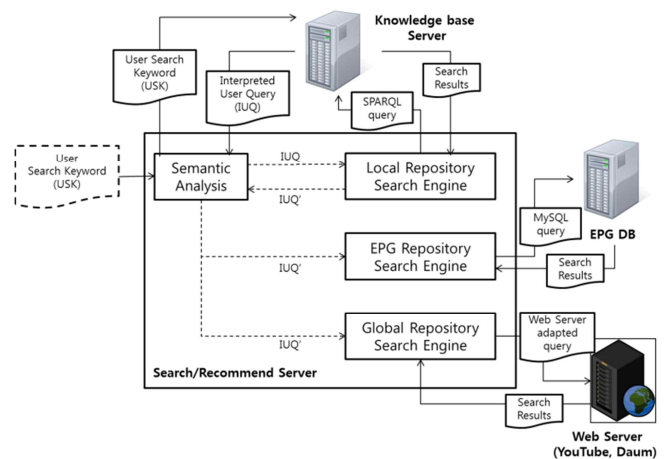 Knowledge base
Server
User Search
Keyword
(USK)
Interpreted
User Query
(IUQ)
Search
Results
SPARQL
query
User
Search Keyword
(USK)
Semantic
Analysis
IUQ
IUQ'
Local Repository
Search Engine
MySQL
query
EPG DB
EPG Repository
Search Engine
IUQ'
Search
Results
Global Repository
Search Engine
IUQ'
Web Server
adapted
query
Search/Recommend Server
Search
Results
Web Server
(YouTube, Daum)